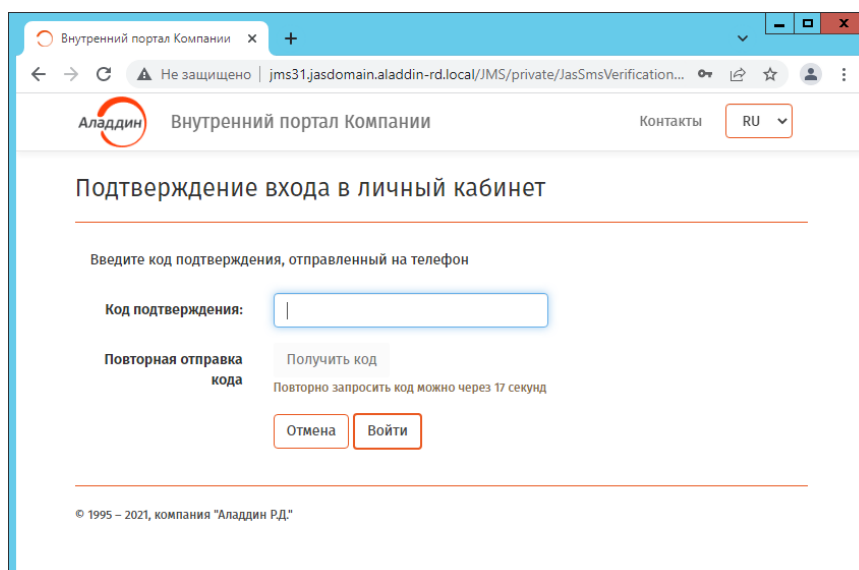 Внутренний портал Компании
Не защищено | jms31.jasdomain.aladdin-rd.local/JMS/private/JasSmsVerification...
Аладдин Внутренний портал Компании Контакты RU
Подтверждение входа в личный кабинет
Введите код подтверждения, отправленный на телефон
Код подтверждения:
Повторная отправка кода
Получить код
Повторно запросить код можно через 17 секунд
Отмена Войти
© 1995 – 2021, компания "Аладдин Р.Д."